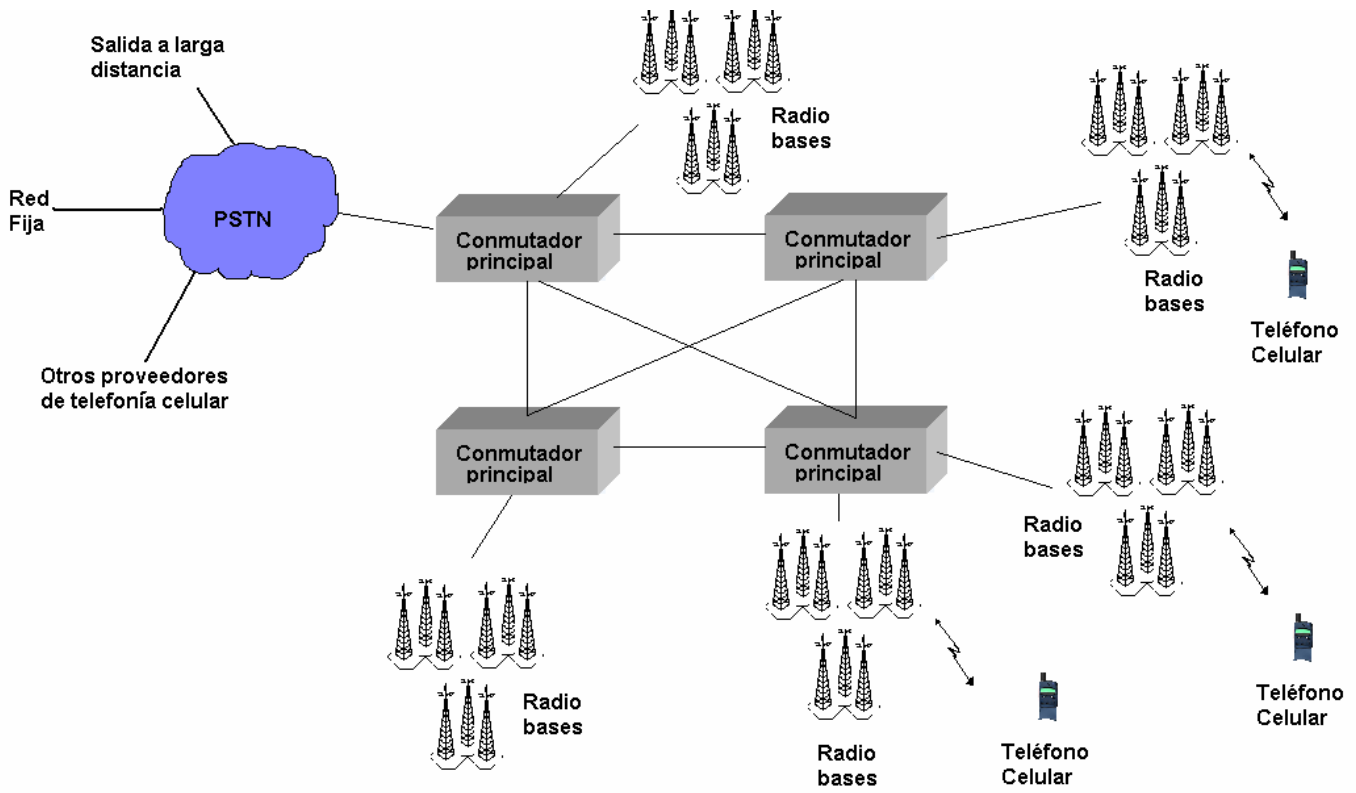 Salida a larga
distancia
Radio
bases
Radio
bases
Red
Fija
PSTN
Conmutador
principal
Conmutador
principal
Teléfono
Celular
Otros proveedores
de telefonía celular
Conmutador
principal
Conmutador
principal
Radio
bases
Teléfono
Celular
Radio
bases
Radio
bases
Teléfono
Celular